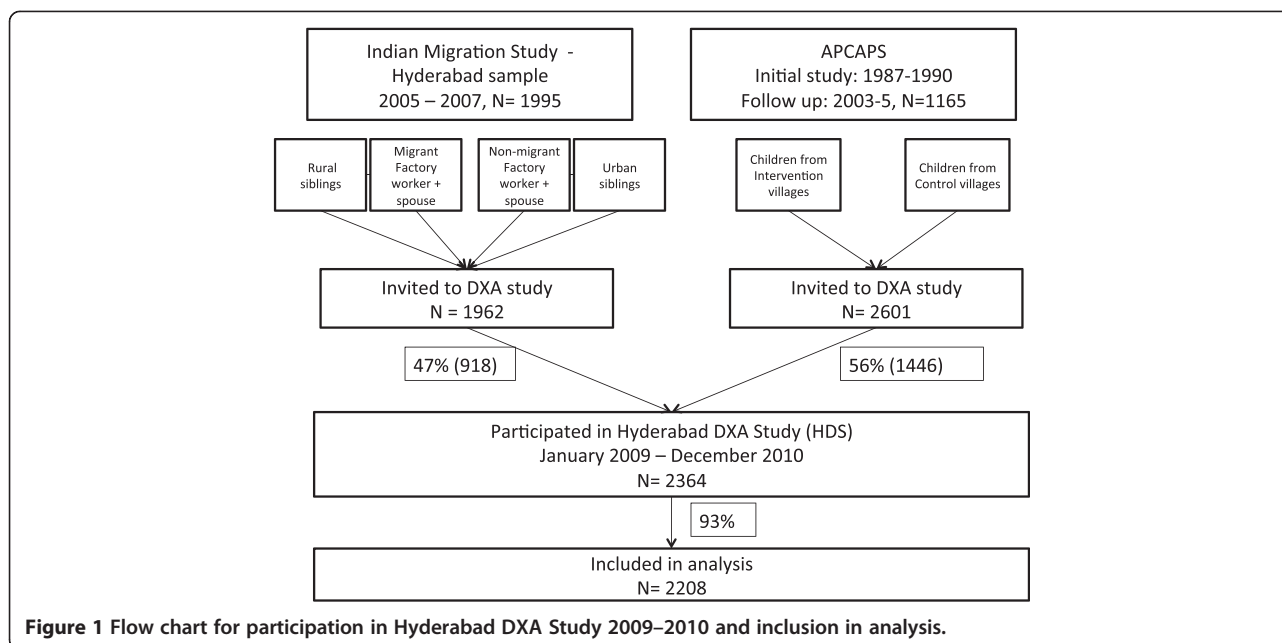 Indian Migration Study -
Hyderabad sample
2005 – 2007, N= 1995
APCAPS
Initial study: 1987-1990
Follow up: 2003-5, N=1165
Rural
siblings
Migrant
Factory
worker +
spouse
Non-migrant
Factory
worker +
spouse
Urban
siblings
Children from
Intervention
villages
Children from
Control villages
Invited to DXA study
N = 1962
Invited to DXA study
N= 2601
47% (918)
56% (1446)
Participated in Hyderabad DXA Study (HDS)
January 2009 – December 2010
N= 2364
93%
Included in analysis
N= 2208
Figure 1 Flow chart for participation in Hyderabad DXA Study 2009–2010 and inclusion in analysis.